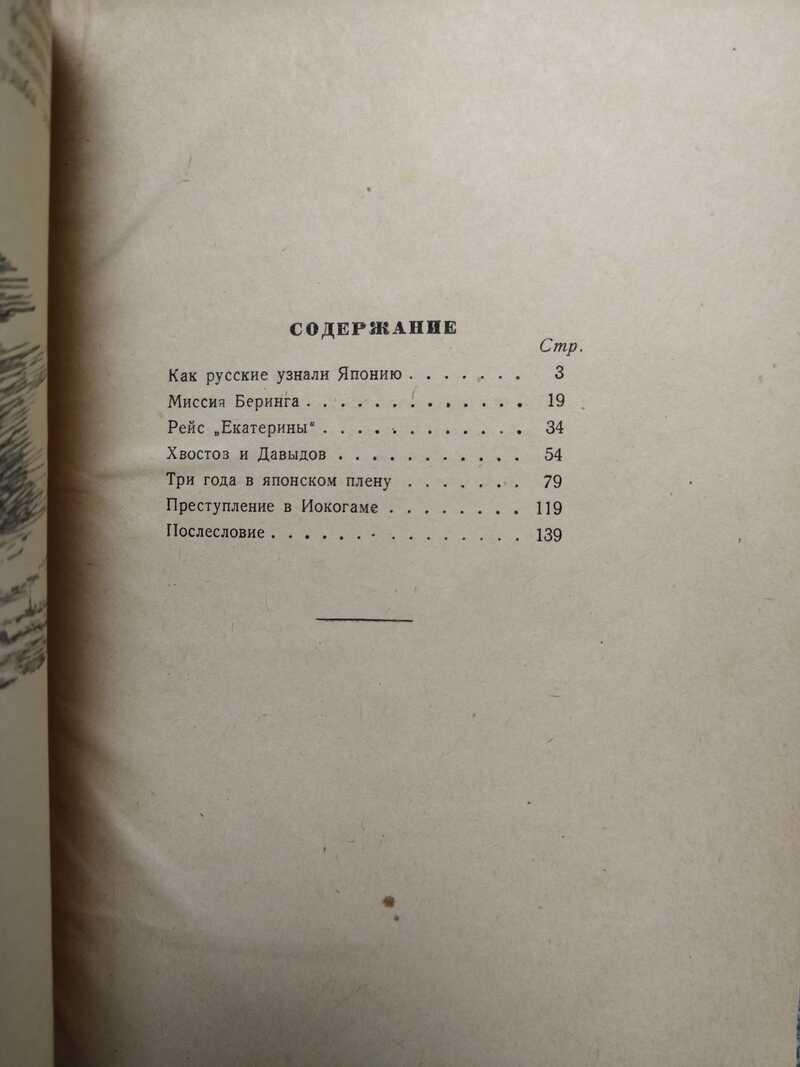 СОДЕРЖАНИЕ
Стр.
Как русские узнали Японию . . . . . . . 3
Миссия Беринга . . . . . . . . . . . . . 19
Рейс „Екатерины“ . . . . . . . . . . . . 34
Хвостоз и Давыдов . . . . . . . . . . . 54
Три года в японском плену . . . . . . . 79
Преступление в Иокогаме . . . . . . . . 119
Послесловие . . . . . . . . . . . . . . . 139